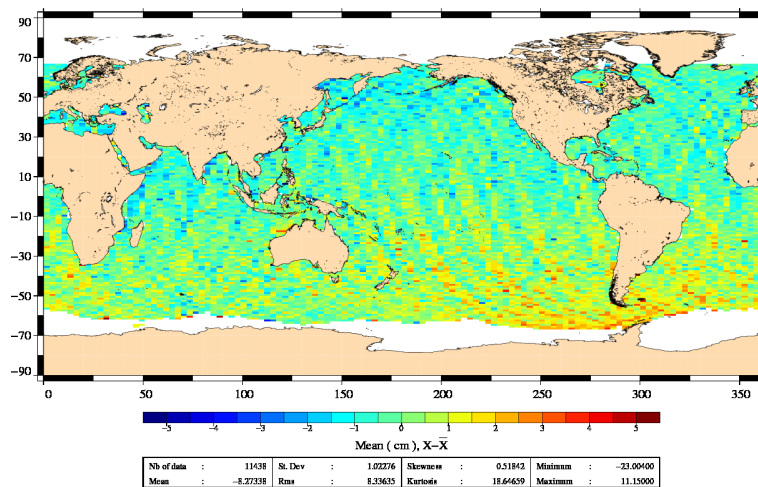 90
70
50
30
10
−10
−30
−50
−70
−90
0 50 100 150 200 250 300 350
−5 −4 −3 −2 −1 0 1 2 3 4 5
Mean ( cm ), X−X̅
Nb of data : 11438 St. Dev : 1.02276 Skewness : 0.51842 Minimum : −23.00400
Mean : −8.27338 Rms : 8.33635 Kurtosis : 18.64659 Maximum : 11.15000